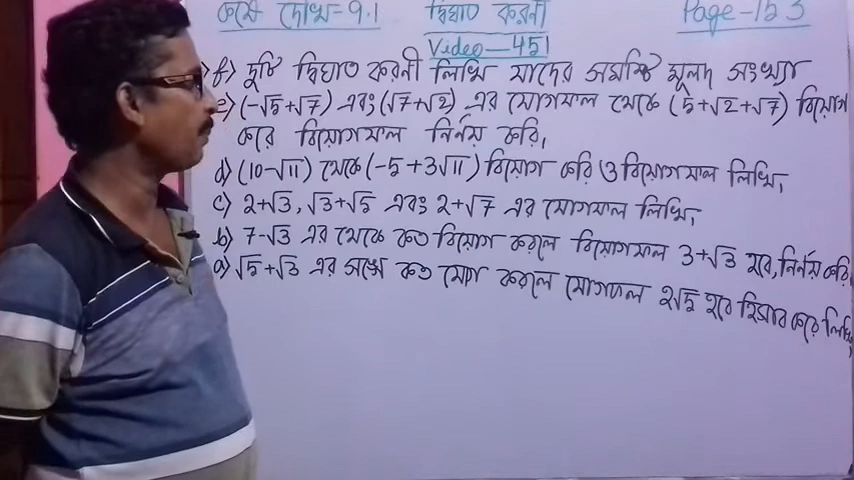 কষে দেখি-9.1 দ্বিঘাত করণী Page-153
Video-45
f) দুটি দ্বিঘাত করণী লিখি যাদের সমষ্টি মূলদ সংখ্যা
e) (-√5+√7) এবং (√7+√2) এর যোগফল থেকে (5+√2+√7) বিয়োগ
করে বিয়োগফল নির্ণয় করি।
d) (10-√11) থেকে (-5+3√11) বিয়োগ করি ও বিয়োগফল লিখি।
c) 2+√3, √3+√5 এবং 2+√7 এর যোগফল লিখি।
b) 7-√3 এর থেকে কত বিয়োগ করলে বিয়োগফল 3+√3 হবে, নির্ণয় করি।
a) √5+√3 এর সঙ্গে কত যোগ করলে যোগফল 2√5 হবে হিসাব করে লিখি।